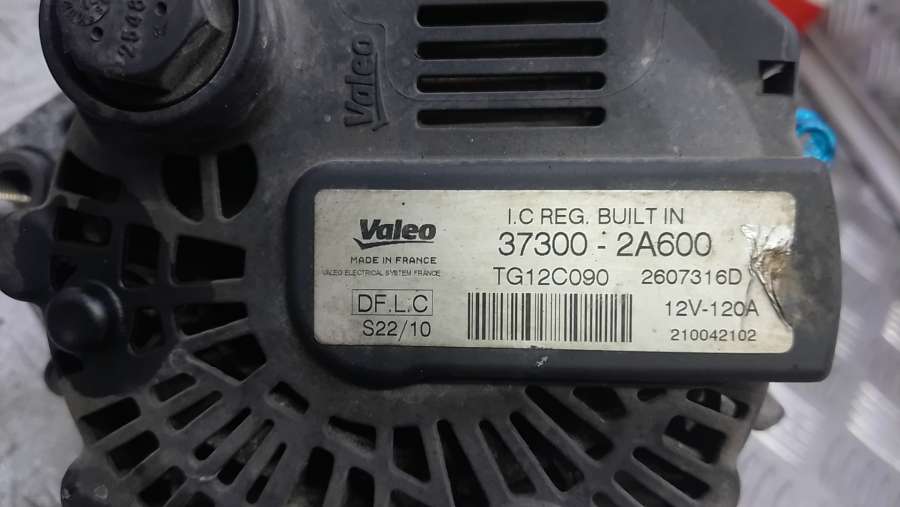 2548
Valeo
Valeo
MADE IN FRANCE
VALEO ELECTRICAL SYSTEM FRANCE
DF.L.C
S22/10
I.C REG. BUILT IN
37300 - 2A600
TG12C090 2607316D
12V-120A
210042102